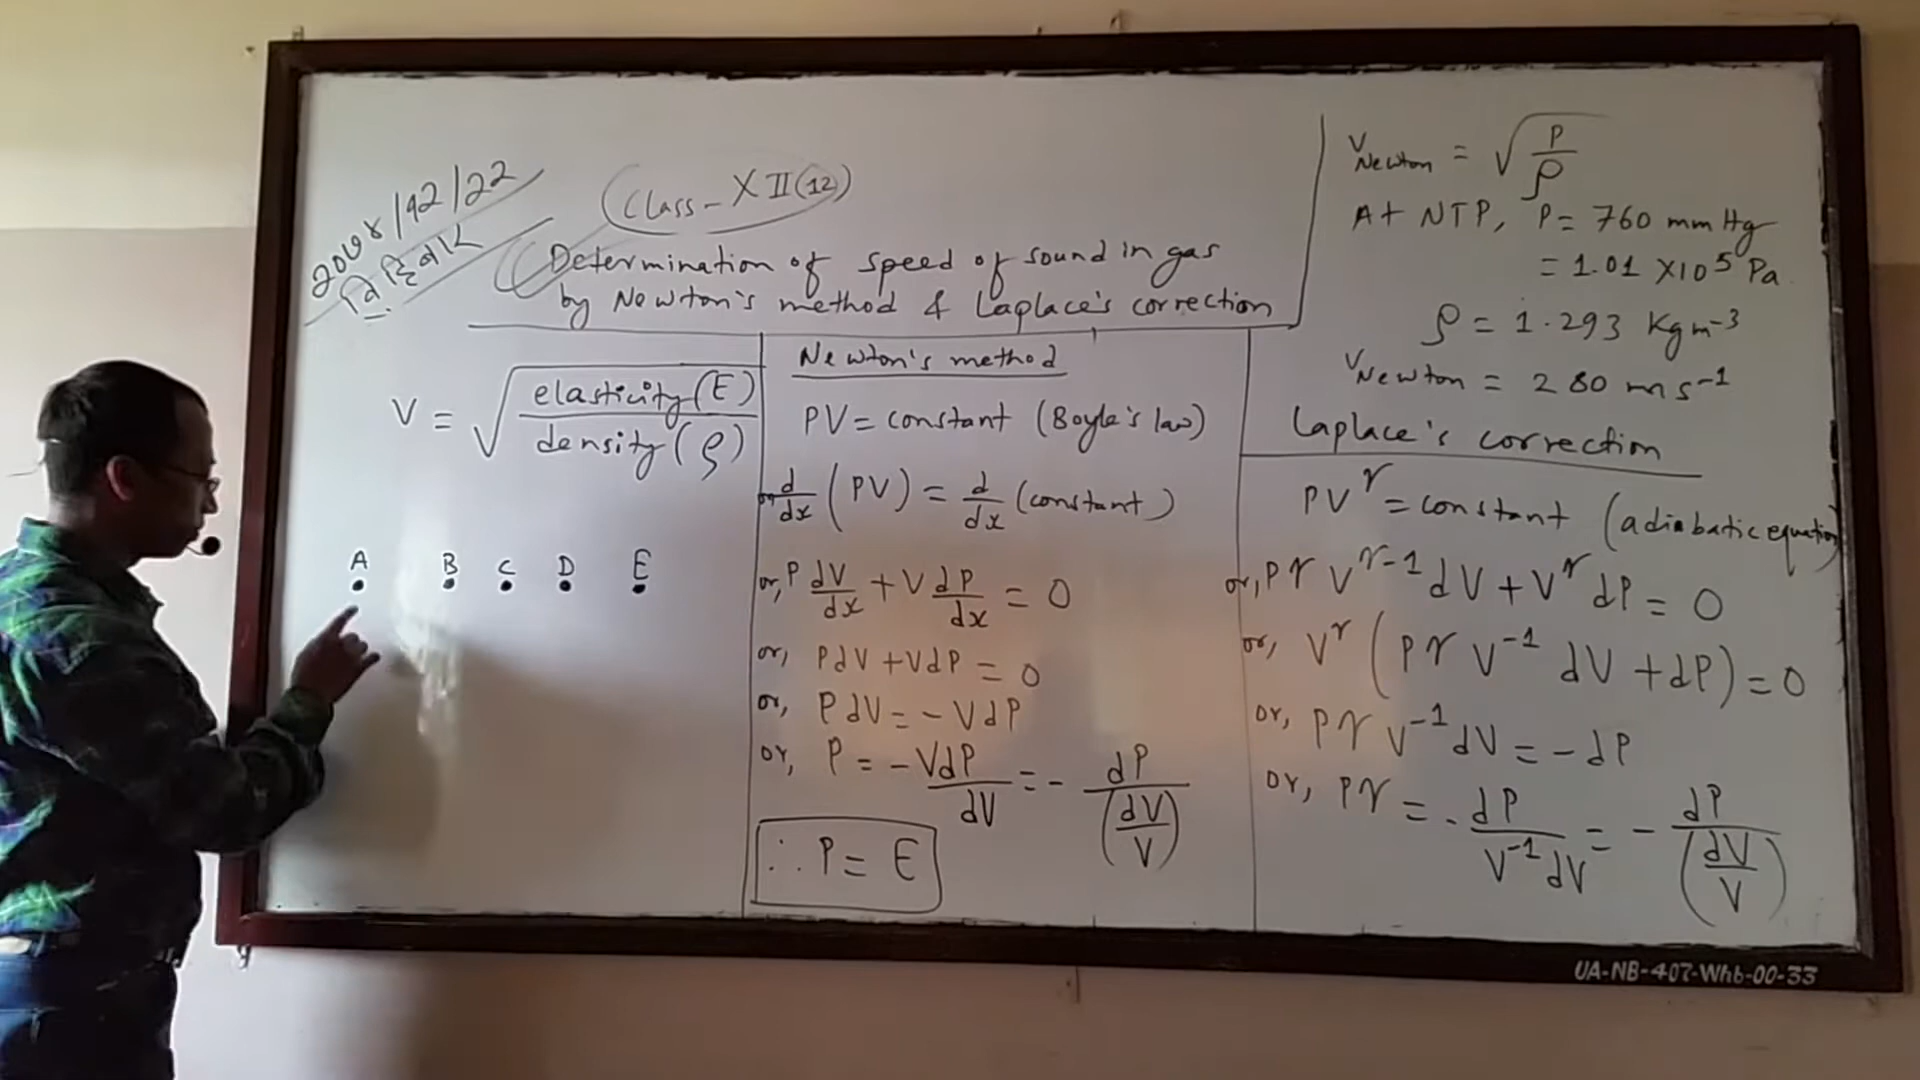 2074/12/22
बिहिबार
Class - XII (12)
Determination of speed of sound in gas
by Newton's method & Laplace's correction
V = √(elasticity(E) / density(ρ))
A B C D E
Newton's method
PV = constant (Boyle's law)
or, d/dx (PV) = d/dx (constant)
or, P dV/dx + V dP/dx = 0
or, PdV + VdP = 0
or, PdV = -VdP
or, P = -VdP/dV = - dP/(dV/V)
∴ P = E
V Newton = √(P/ρ)
At NTP, P = 760 mm Hg
= 1.01 X10⁵ Pa.
ρ = 1.293 Kgm⁻³
V Newton = 280 ms⁻¹
Laplace's correction
PV^γ = constant (adiabatic equation)
or, Pγ V^γ-1 dV + V^γ dP = 0
or, V^γ (Pγ V⁻¹ dV + dP) = 0
or, Pγ V⁻¹ dV = -dP
or, Pγ = - dP/(V⁻¹dV) = - dP/(dV/V)
UA-NB-407-Whb-00-33